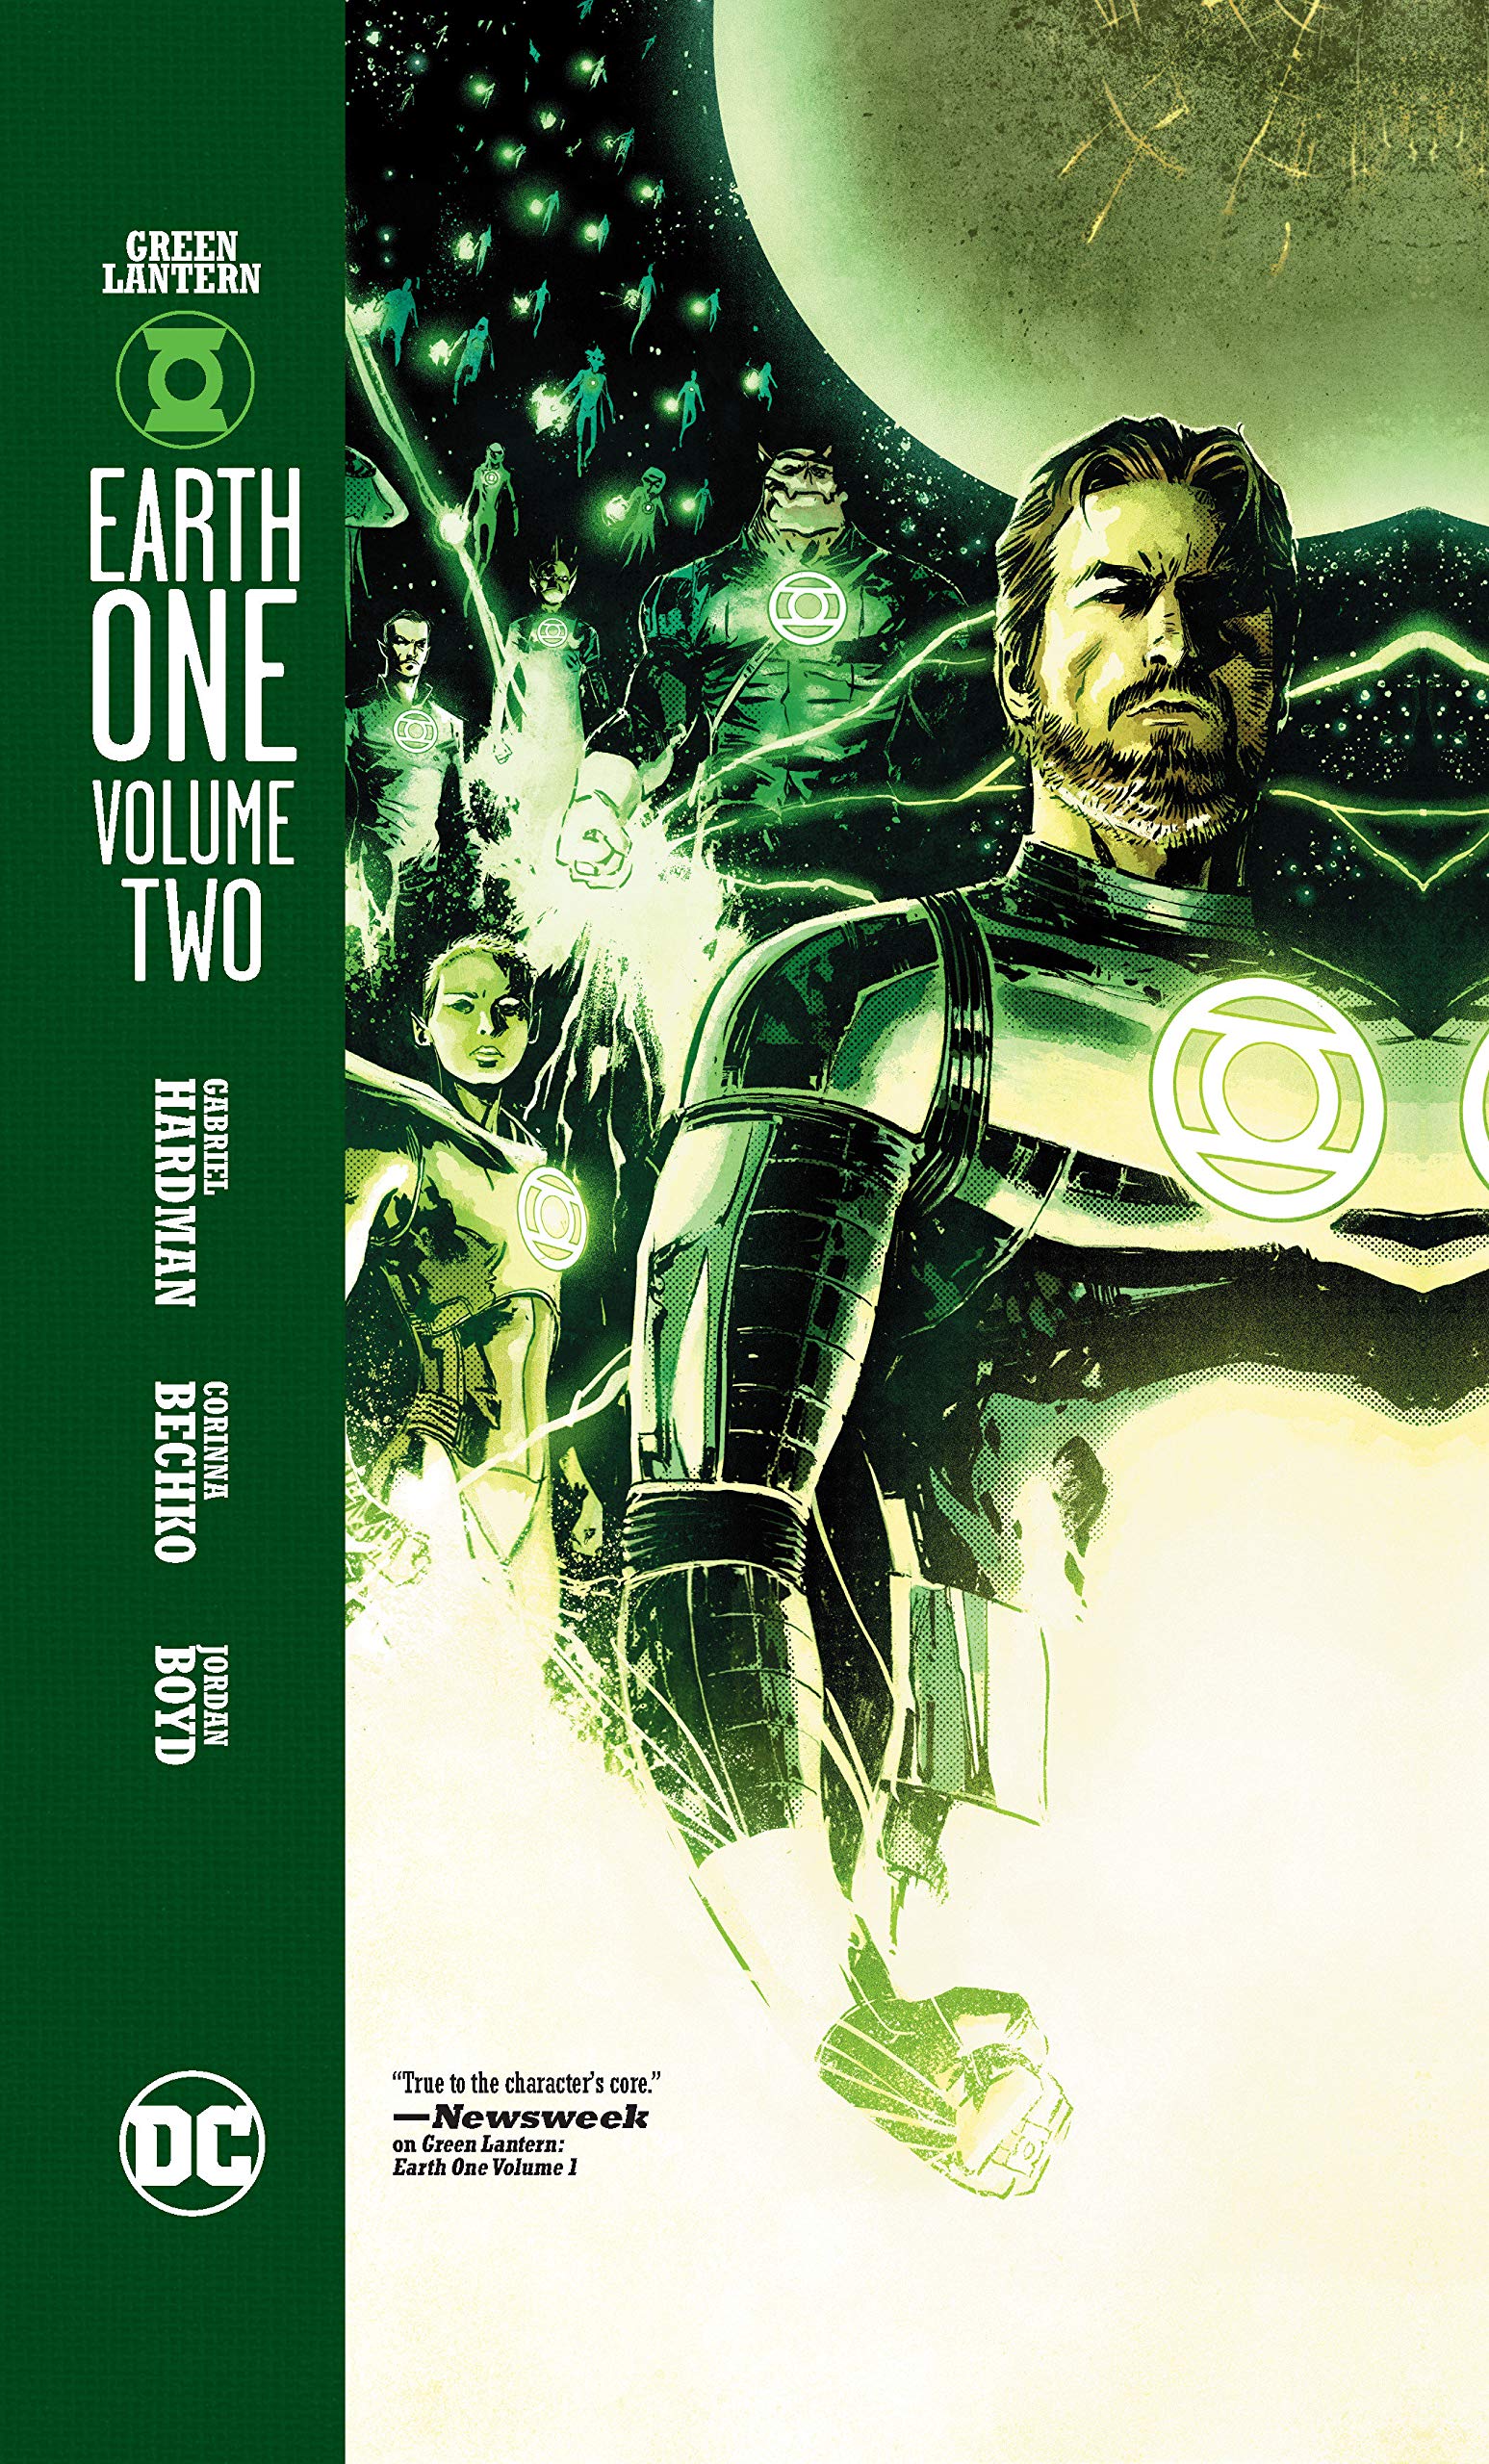 GREEN
LANTERN
EARTH
ONE
VOLUME
TWO
GABRIEL
HARDMAN
CORINNA
BECHKO
JORDAN
BOYD
DC
“True to the character’s core.”
—Newsweek
on Green Lantern:
Earth One Volume 1